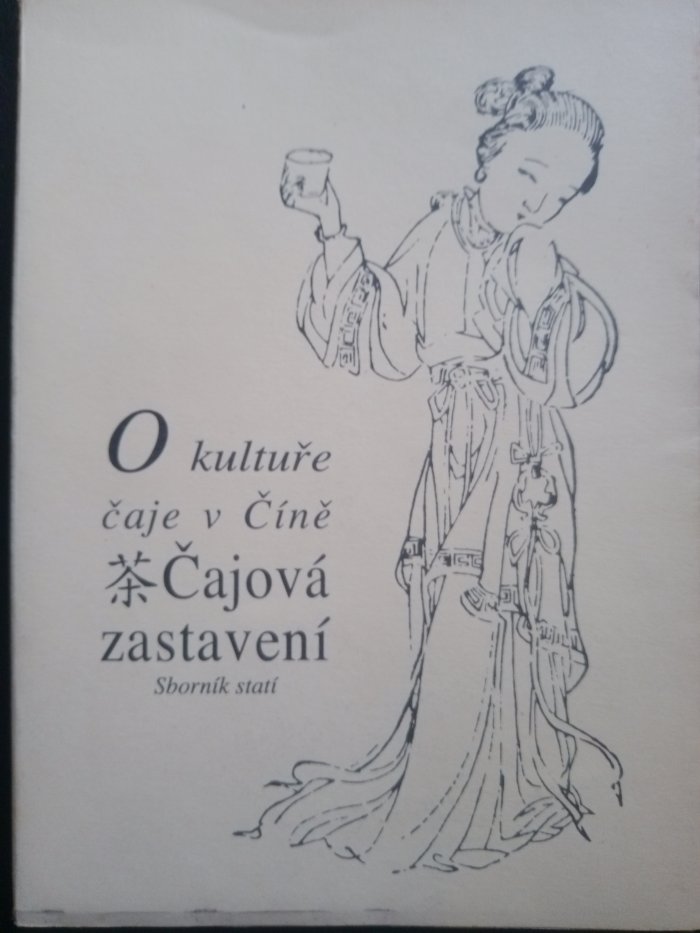 O kultuře
čaje v Číně
茶Čajová
zastavení
Sborník statí